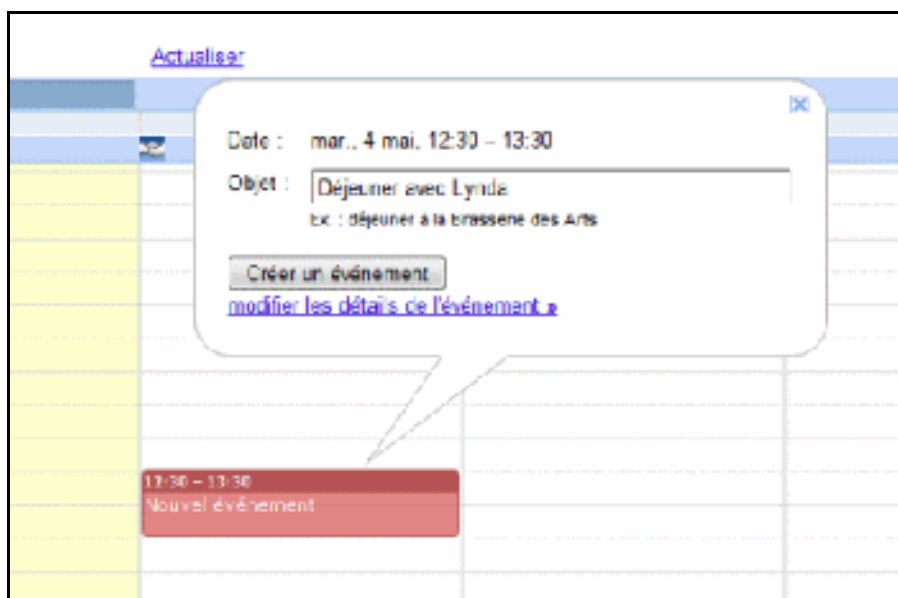 Actualiser
Date : mar., 4 mai, 12:30 – 13:30
Objet : Déjeuner avec Lynda
Ex. : déjeuner à la Brasserie des Arts
Créer un événement
modifier les détails de l'événement »
12:30 – 13:30
Nouvel événement